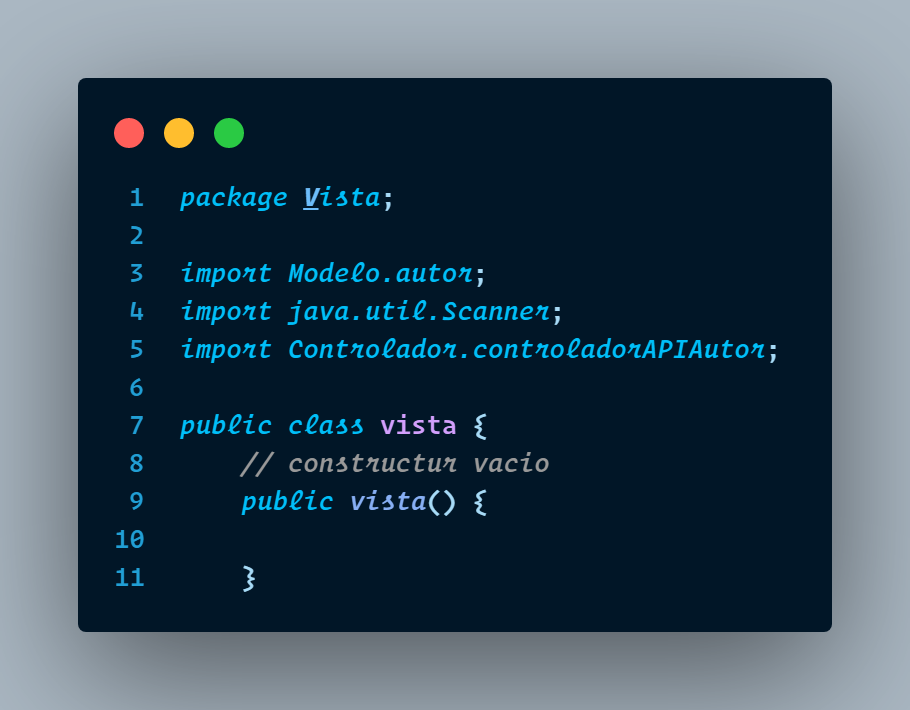 1 package Vista;
2
3 import Modelo.autor;
4 import java.util.Scanner;
5 import Controlador.controladorAPIAutor;
6
7 public class vista {
8     // constructur vacio
9     public vista() {
10
11     }